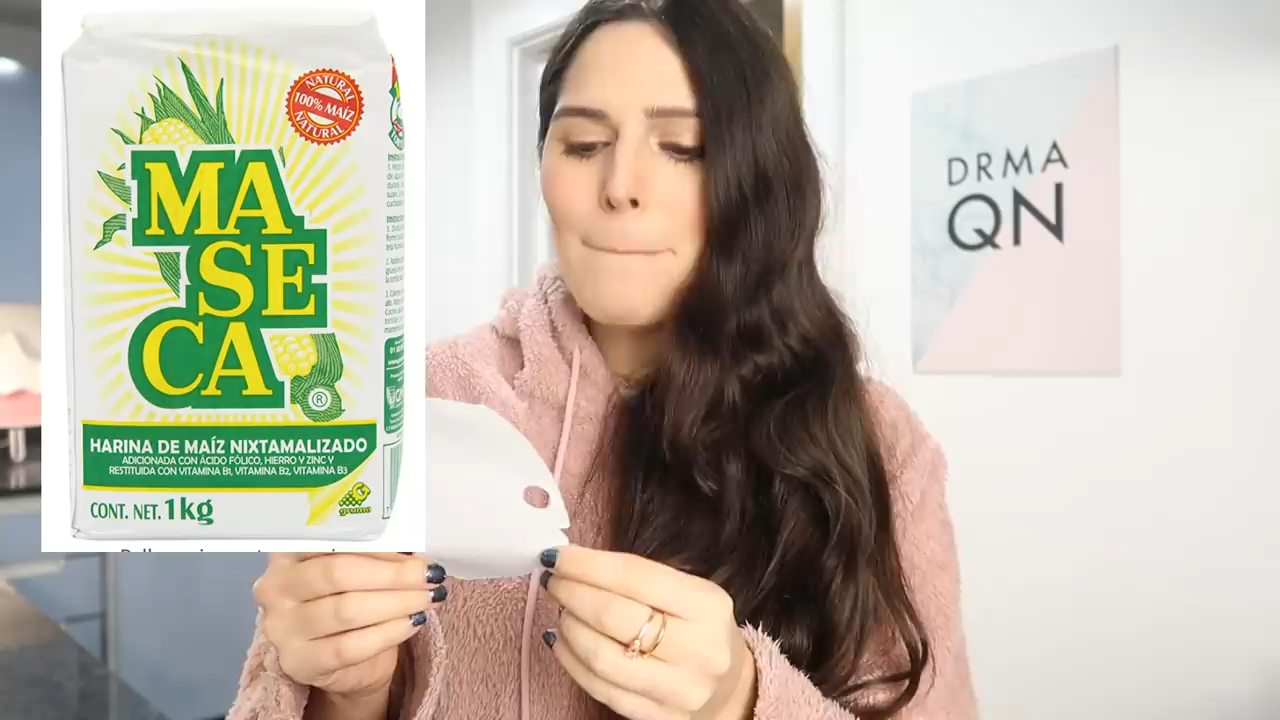 NATURAL
100% MAÍZ
NATURAL
MA
SE
CA
®
HARINA DE MAÍZ NIXTAMALIZADO
ADICIONADA CON ÁCIDO FÓLICO, HIERRO Y ZINC Y
RESTITUIDA CON VITAMINA B1, VITAMINA B2, VITAMINA B3
CONT. NET. 1kg
gruma
DRMA
QN